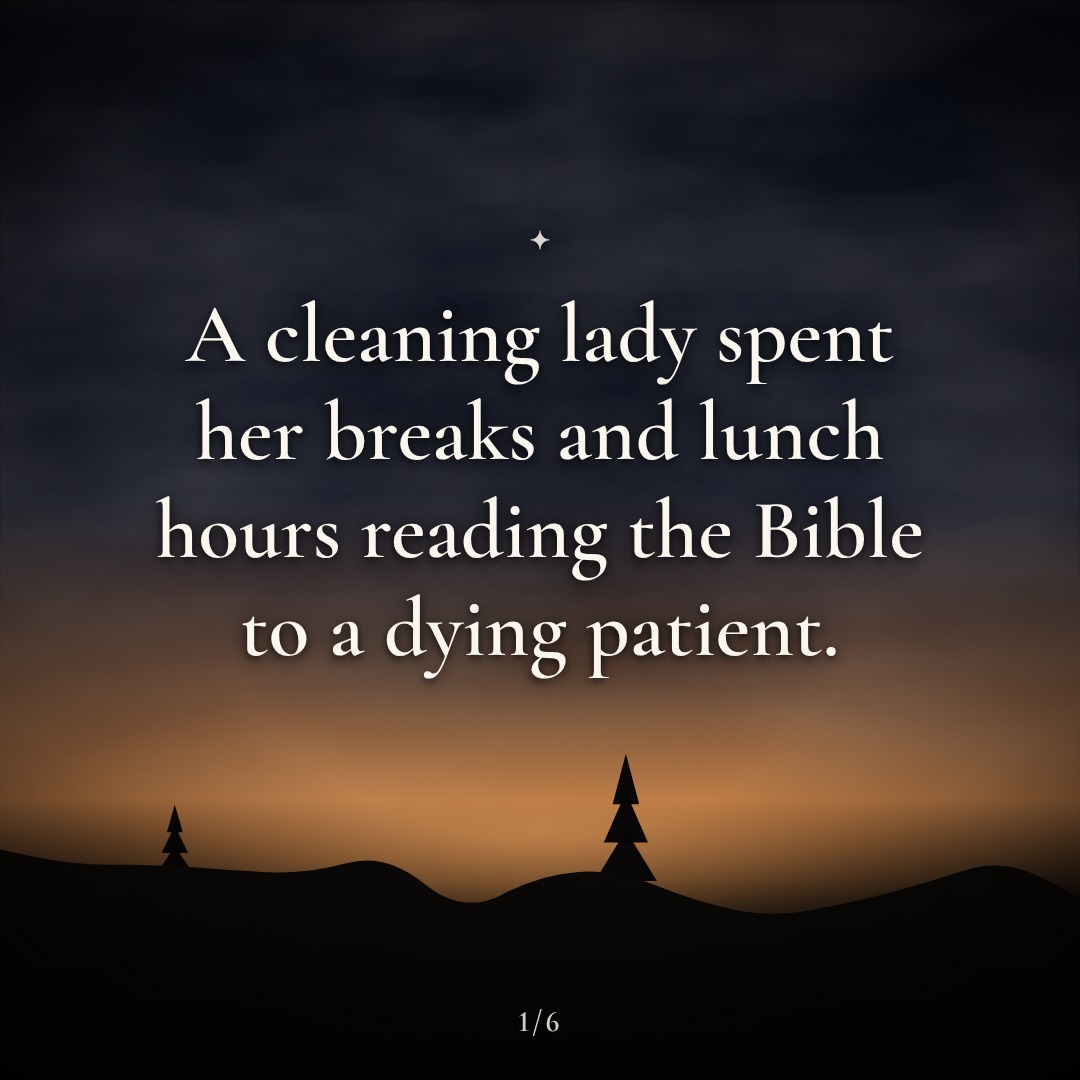 A cleaning lady spent
her breaks and lunch
hours reading the Bible
to a dying patient.
1/6